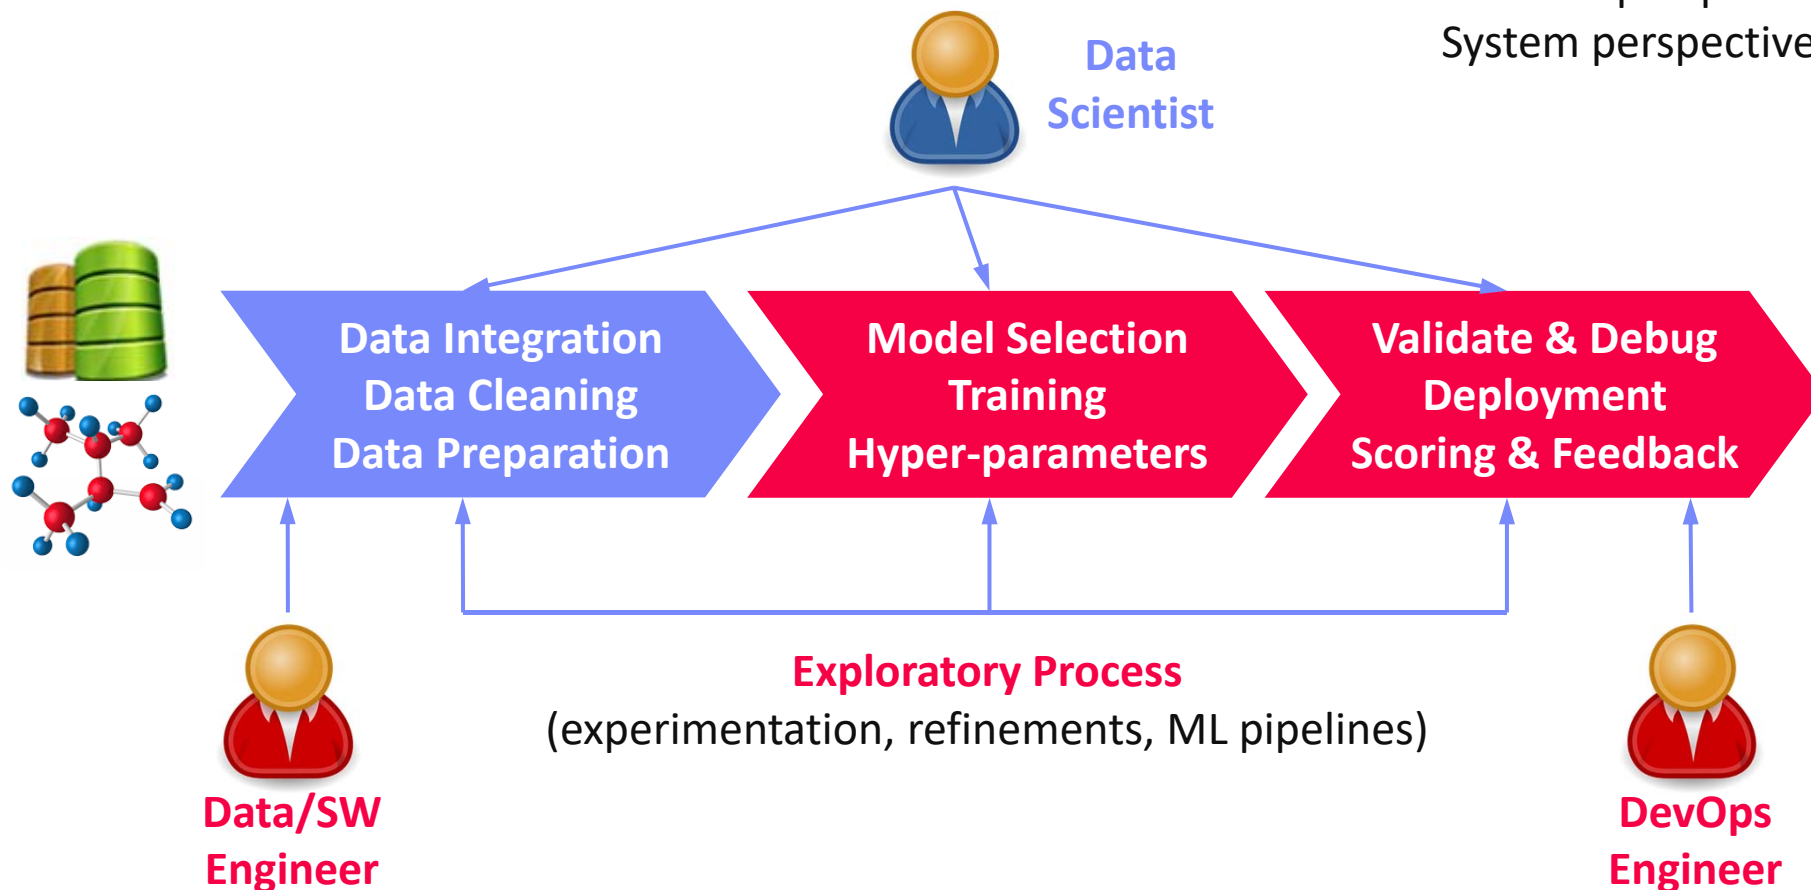 System perspective
Data
Scientist
Data Integration
Data Cleaning
Data Preparation
Model Selection
Training
Hyper-parameters
Validate & Debug
Deployment
Scoring & Feedback
Exploratory Process
(experimentation, refinements, ML pipelines)
Data/SW
Engineer
DevOps
Engineer